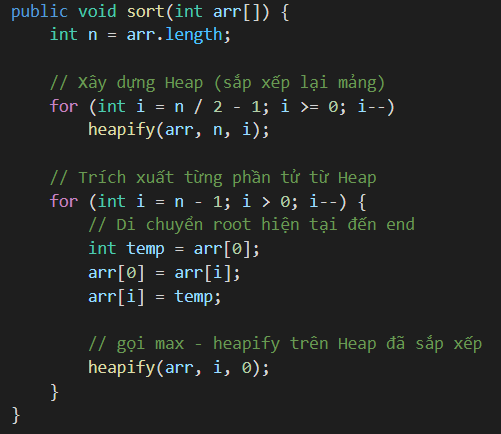 public void sort(int arr[]) {
    int n = arr.length;

    // Xây dựng Heap (sắp xếp lại mảng)
    for (int i = n / 2 - 1; i >= 0; i--)
        heapify(arr, n, i);

    // Trích xuất từng phần tử từ Heap
    for (int i = n - 1; i > 0; i--) {
        // Di chuyển root hiện tại đến end
        int temp = arr[0];
        arr[0] = arr[i];
        arr[i] = temp;

        // gọi max - heapify trên Heap đã sắp xếp
        heapify(arr, i, 0);
    }
}